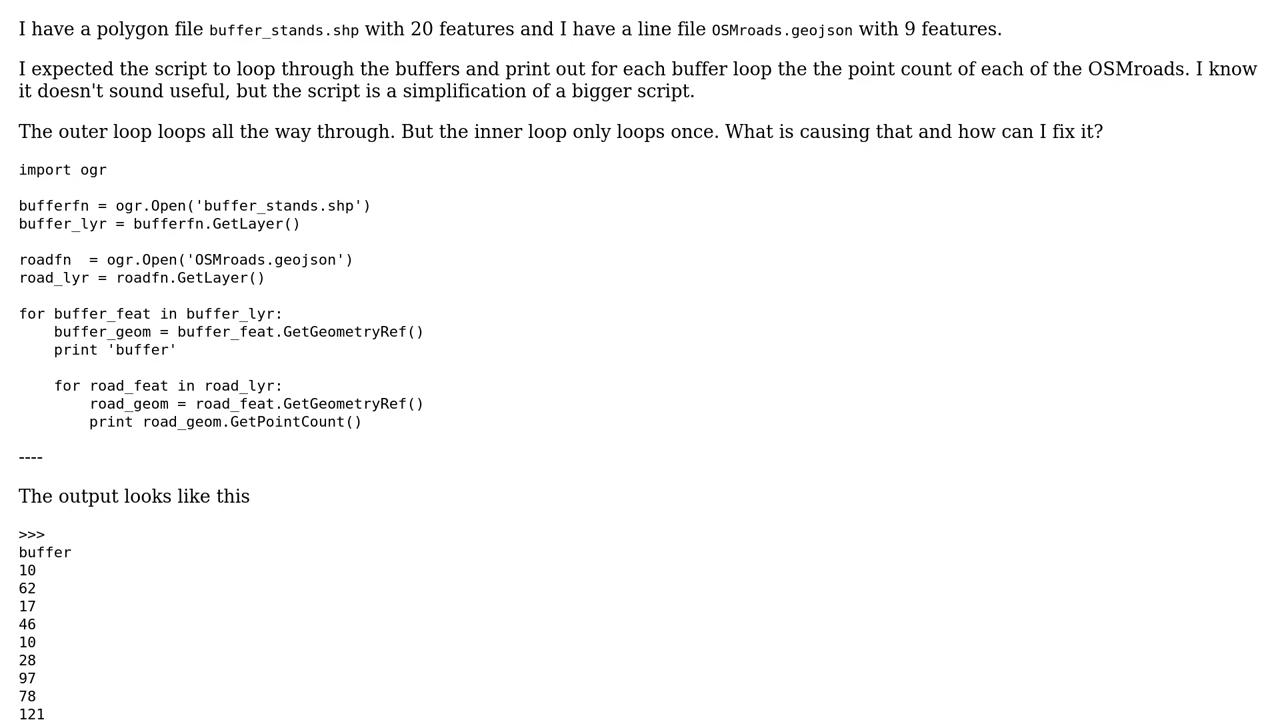 I have a polygon file buffer_stands.shp with 20 features and I have a line file OSMroads.geojson with 9 features.
I expected the script to loop through the buffers and print out for each buffer loop the the point count of each of the OSMroads. I know
it doesn't sound useful, but the script is a simplification of a bigger script.
The outer loop loops all the way through. But the inner loop only loops once. What is causing that and how can I fix it?
import ogr
bufferfn = ogr.Open('buffer_stands.shp')
buffer_lyr = bufferfn.GetLayer()
roadfn  = ogr.Open('OSMroads.geojson')
road_lyr = roadfn.GetLayer()
for buffer_feat in buffer_lyr:
    buffer_geom = buffer_feat.GetGeometryRef()
    print 'buffer'
    for road_feat in road_lyr:
        road_geom = road_feat.GetGeometryRef()
        print road_geom.GetPointCount()
----
The output looks like this
>>>
buffer
10
62
17
46
10
28
97
78
121